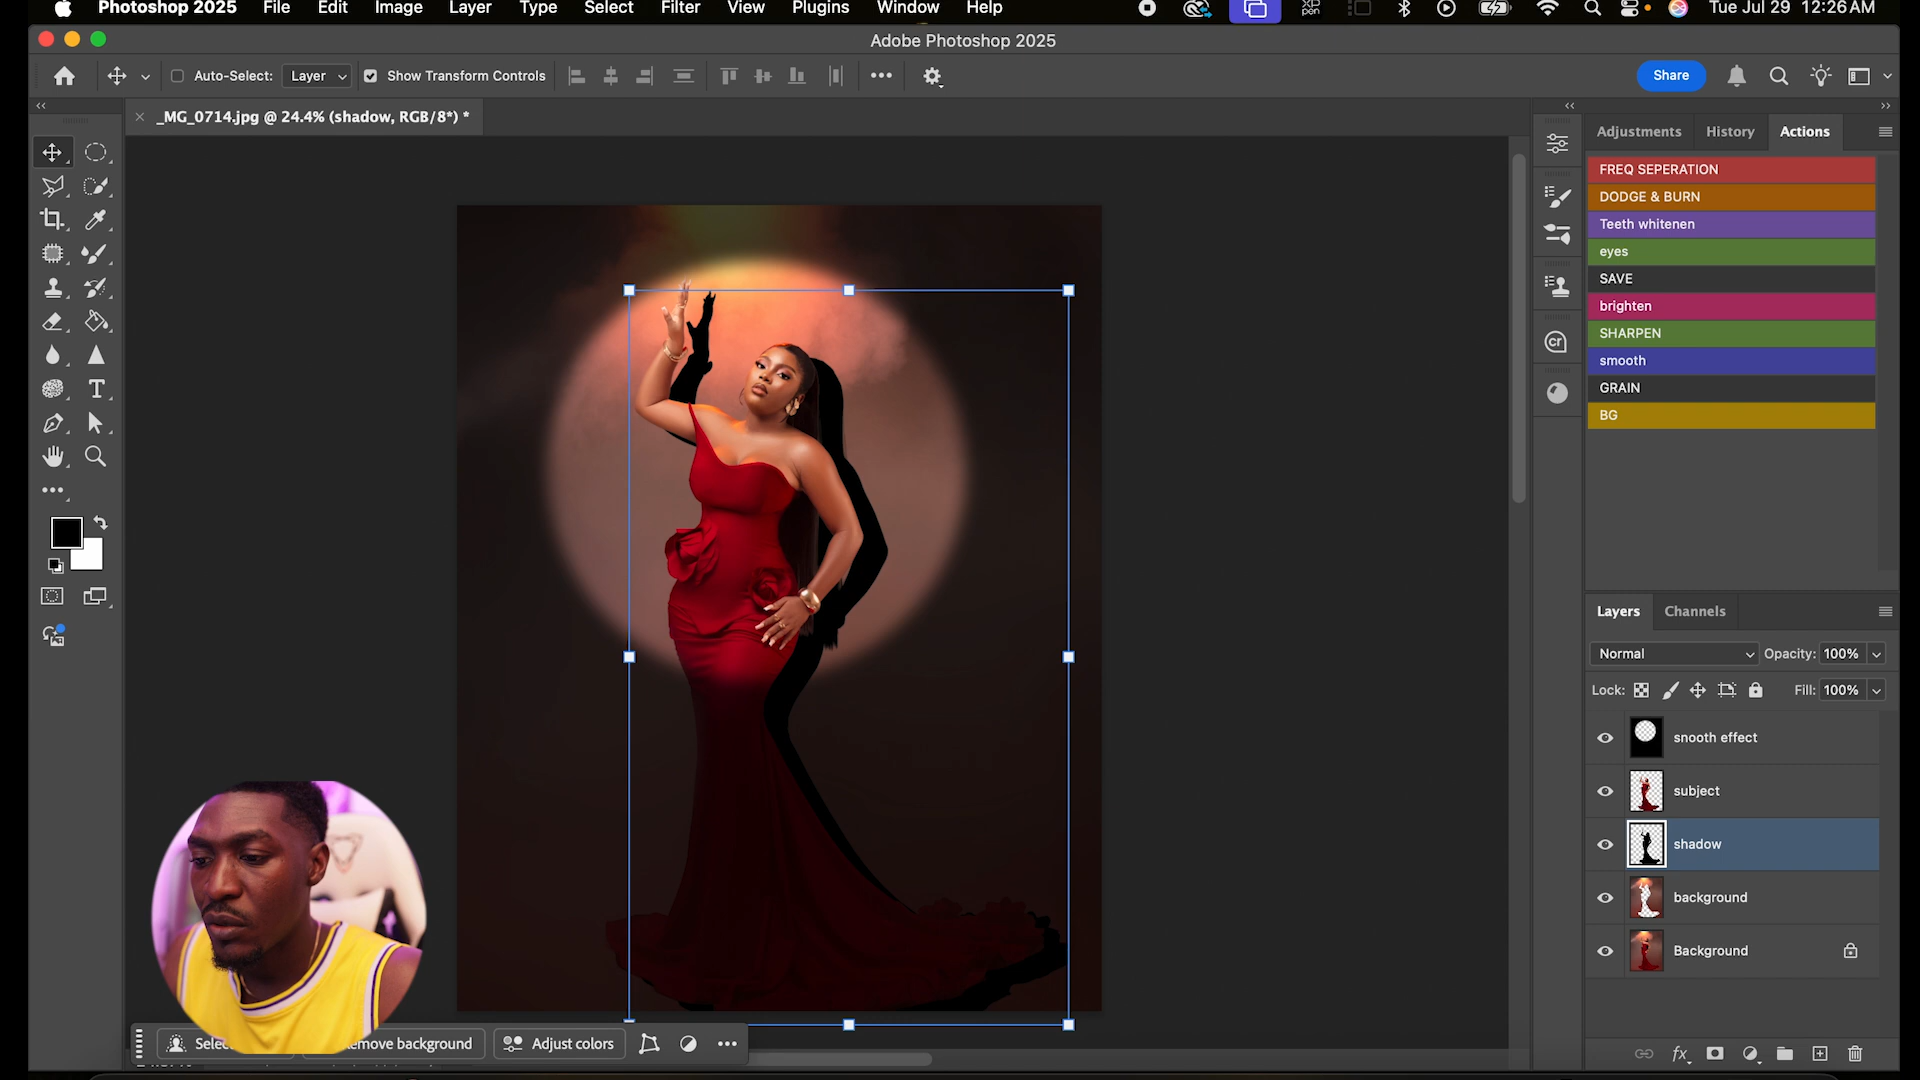 Photoshop 2025 File Edit Image Layer Type Select Filter View Plugins Window Help Tue Jul 29 12:26 AM
Adobe Photoshop 2025
Auto-Select: Layer Show Transform Controls Share
_MG_0714.jpg @ 24.4% (shadow, RGB/8*) *
Adjustments History Actions
FREQ SEPERATION
DODGE & BURN
Teeth whitenen
eyes
SAVE
brighten
SHARPEN
smooth
GRAIN
BG
Layers Channels
Normal Opacity: 100%
Lock: Fill: 100%
snooth effect
subject
shadow
background
Background
background Adjust colors